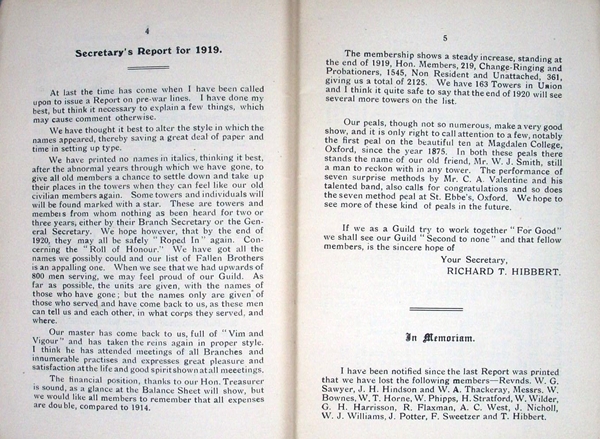 4
Secretary's Report for 1919.
At last the time has come when I have been called
upon to issue a Report on pre-war lines. I have done my
best, but think it necessary to explain a few things, which
may cause comment otherwise.
We have thought it best to alter the style in which the
names appeared, thereby saving a great deal of paper and
time in setting up type.
We have printed no names in italics, thinking it best,
after the abnormal years through which we have gone, to
give all old members a chance to settle down and take up
their places in the towers when they can feel like our old
civilian members again. Some towers and individuals will
will be found marked with a star. These are towers and
members from whom nothing as been heard for two or
three years, either by their Branch Secretary or the Gen-
eral Secretary. We hope however, that by the end of
1920, they may all be safely "Roped In" again. Con-
cerning the "Roll of Honour." We have got all the
names we possibly could and our list of Fallen Brothers
is an appalling one. When we see that we had upwards of
800 men serving, we may feel proud of our Guild. As
far as possible, the units are given, with the names of
those who have gone; but the names only are given of
those who served and have come back to us, as these men
can tell us and each other, in what corps they served, and
where.
Our master has come back to us, full of "Vim and
Vigour" and has taken the reins again in proper style.
I think he has attended meetings of all Branches and
innumerable practises and expresses great pleasure and
satisfaction at the life and good spirit shown at all meeetings.
The financial position, thanks to our Hon. Treasurer
is sound, as a glance at the Balance Sheet will show, but
we would like all members to remember that all expenses
are double, compared to 1914.
5
The membership shows a steady increase, standing at
the end of 1919, Hon. Members, 219, Change-Ringing and
Probationers, 1545, Non Resident and Unattached, 361,
giving us a total of 2125. We have 163 Towers in Union
and I think it quite safe to say that the end of 1920 will see
several more towers on the list.
Our peals, though not so numerous, make a very good
show, and it is only right to call attention to a few, notably
the first peal on the beautiful ten at Magdalen College,
Oxford, since the year 1875. In both these peals there
stands the name of our old friend, Mr. W. J. Smith, still
a man to reckon with in any tower. The performance of
seven surprise methods by Mr. C. A. Valentine and his
talented band, also calls for congratulations and so does
the seven method peal at St. Ebbe's, Oxford. We hope to
see more of these kind of peals in the future.
If we as a Guild try to work together "For Good"
we shall see our Guild "Second to none" and that fellow
members, is the sincere hope of
Your Secretary,
RICHARD T. HIBBERT.
In Memoriam.
I have been notified since the last Report was printed
that we have lost the following members—Revnds. W. G.
Sawyer, J. H. Hindson and W. A. Thackeray, Messrs. W.
Bownes, W. T. Horne, W. Phipps, H. Stratford, W. Wilder,
G. H. Harrisson, R. Flaxman, A. C. West, J. Nicholl,
W. J. Williams, J. Potter, F. Sweetzer and T. Hibbert.